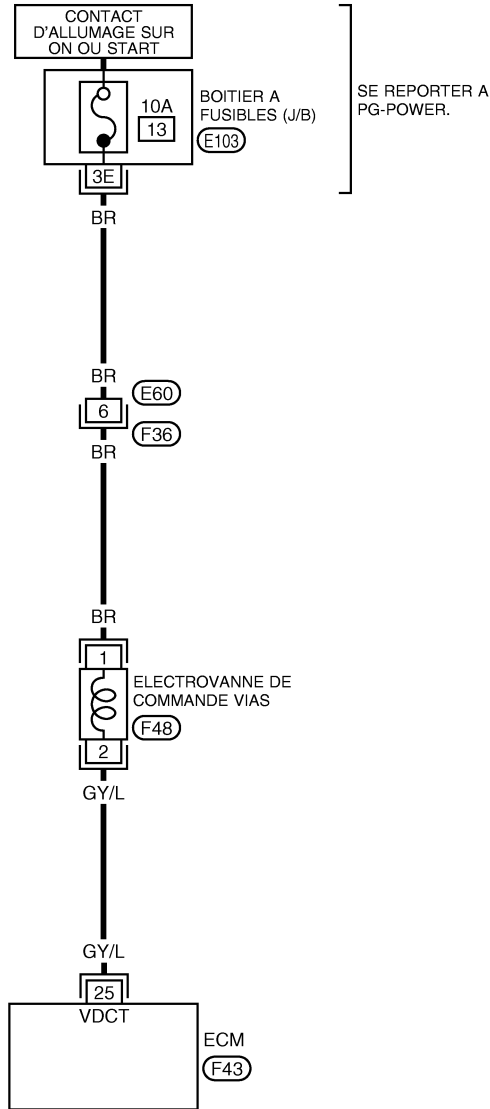 CONTACT
D'ALLUMAGE SUR
ON OU START
10A
13
BOITIER A
FUSIBLES (J/B)
E103
SE REPORTER A
PG-POWER.
3E
BR
BR
E60
6
F36
BR
BR
1
ELECTROVANNE DE
COMMANDE VIAS
F48
2
GY/L
GY/L
25
VDCT
ECM
F43